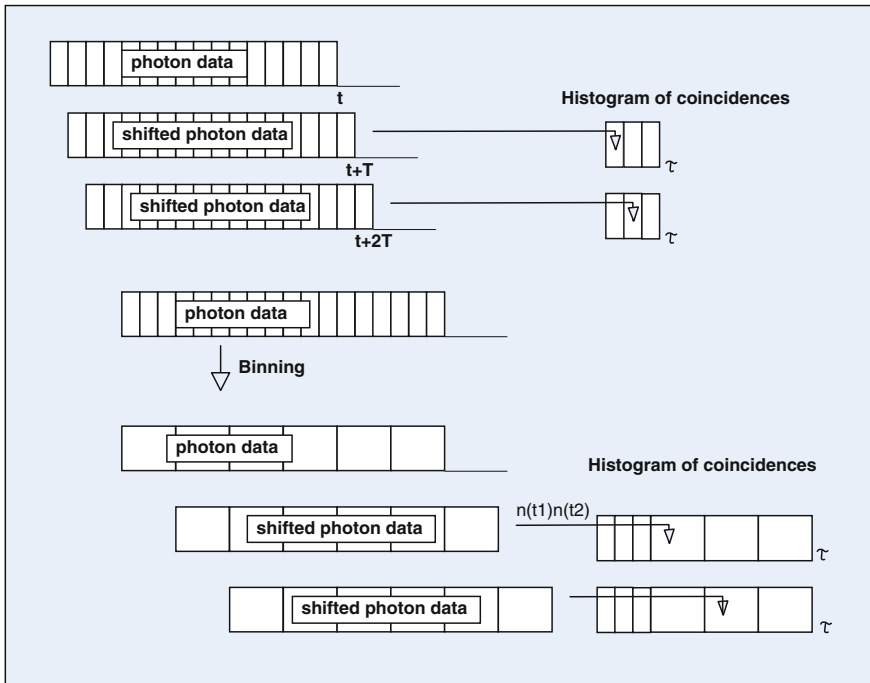 photon data
t
Histogram of coincidences
shifted photon data
t+T
τ
shifted photon data
t+2T
τ
photon data
Binning
photon data
Histogram of coincidences
shifted photon data
n(t1)n(t2)
τ
shifted photon data
τ